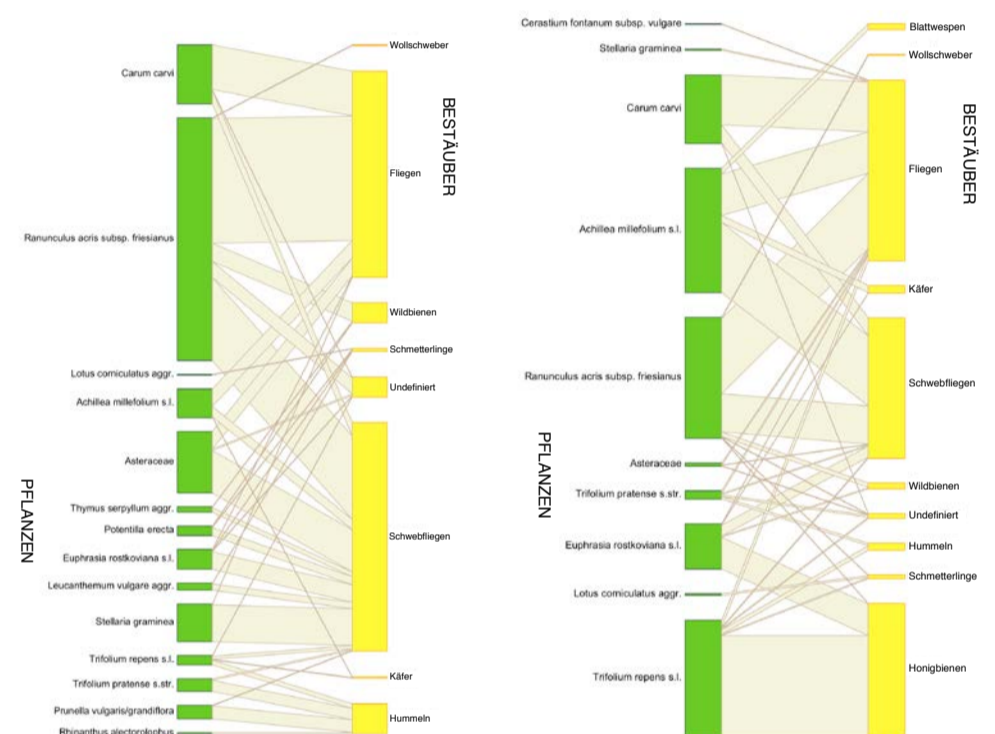 Carum carvi
Ranunculus acris subsp. friesianus
Lotus corniculatus aggr.
Achillea millefolium s.l.
Asteraceae
Thymus serpyllum aggr.
Potentilla erecta
Euphrasia rostkoviana s.l.
Leucanthemum vulgare aggr.
Stellaria graminea
Trifolium repens s.l.
Trifolium pratense s.str.
Prunella vulgaris/grandiflora
Rhinanthus alectorolophus
PFLANZEN
Wollschweber
Fliegen
Wildbienen
Schmetterlinge
Undefiniert
Schwebfliegen
Käfer
Hummeln
BESTÄUBER
Cerastium fontanum subsp. vulgare
Stellaria graminea
Carum carvi
Achillea millefolium s.l.
Ranunculus acris subsp. friesianus
Asteraceae
Trifolium pratense s.str.
Euphrasia rostkoviana s.l.
Lotus corniculatus aggr.
Trifolium repens s.l.
PFLANZEN
Blattwespen
Wollschweber
Fliegen
Käfer
Schwebfliegen
Wildbienen
Undefiniert
Hummeln
Schmetterlinge
Honigbienen
BESTÄUBER